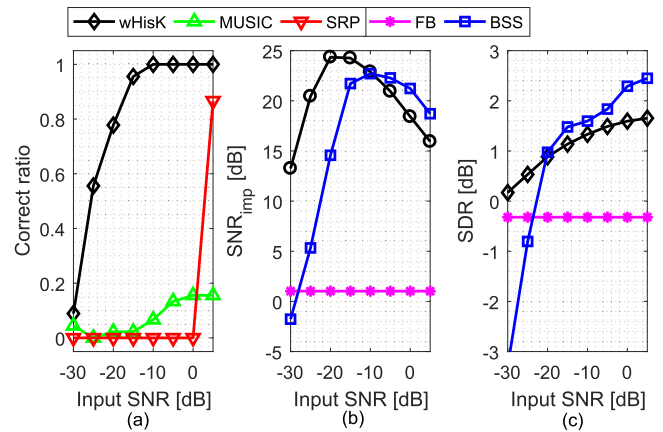 wHisK MUSIC SRP FB BSS
Correct ratio
1
0.8
0.6
0.4
0.2
0
-30 -20 -10 0
Input SNR [dB]
(a)
SNRimp [dB]
25
20
15
10
5
0
-5
-30 -20 -10 0
Input SNR [dB]
(b)
SDR [dB]
3
2
1
0
-1
2
-3
-30 -20 -10 0
Input SNR [dB]
(c)